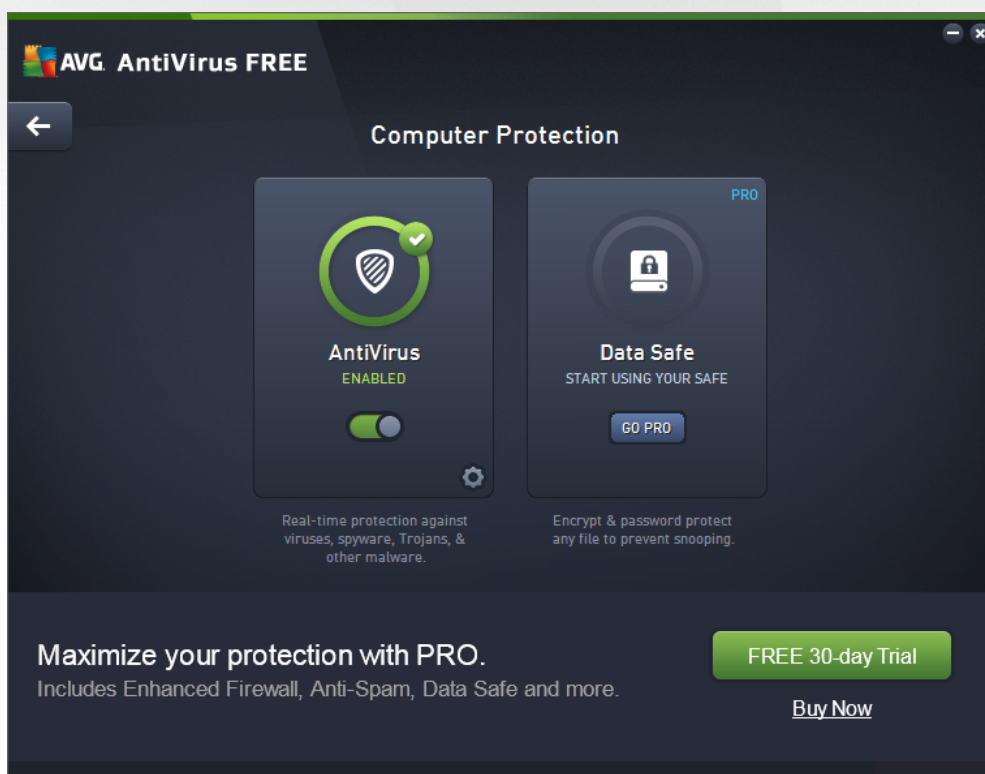 AVG AntiVirus FREE
Computer Protection
PRO
AntiVirus
ENABLED
Real-time protection against
viruses, spyware, Trojans, &
other malware.
Data Safe
START USING YOUR SAFE
GO PRO
Encrypt & password protect
any file to prevent snooping.
Maximize your protection with PRO.
Includes Enhanced Firewall, Anti-Spam, Data Safe and more.
FREE 30-day Trial
Buy Now